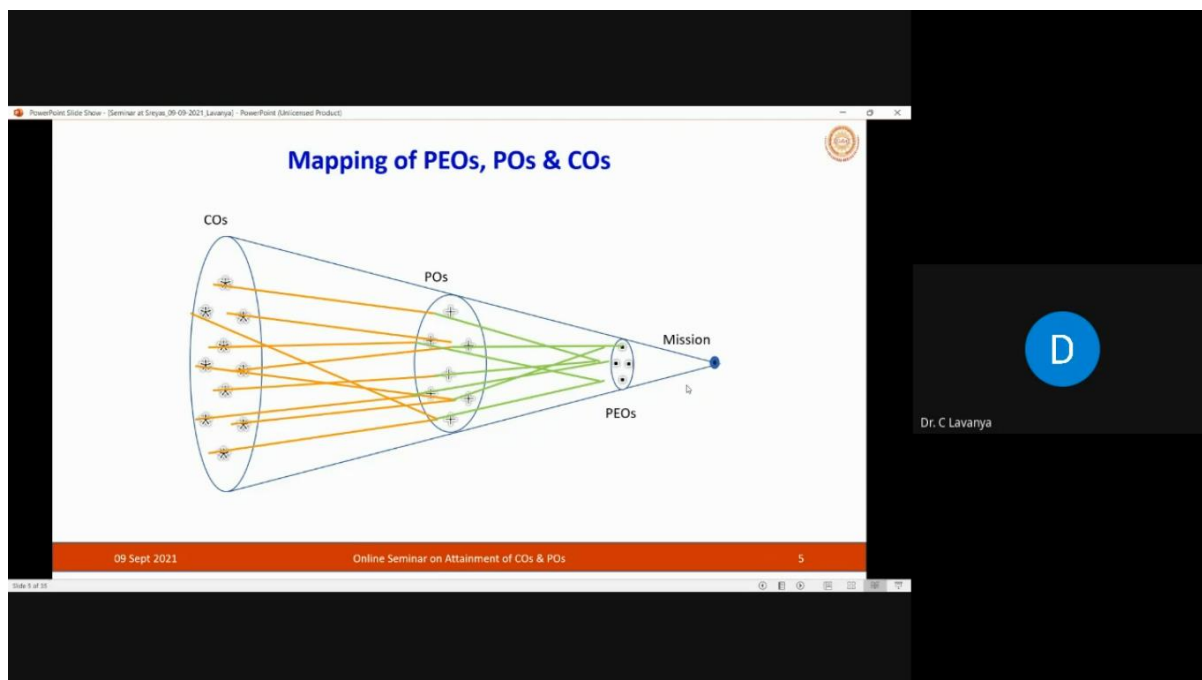 PowerPoint Slide Show - [Seminar at Sreyas_09-09-2021_Lavanya] - PowerPoint (Unlicensed Product)
Mapping of PEOs, POs & COs
COs
POs
Mission
PEOs
D
Dr. C Lavanya
09 Sept 2021 Online Seminar on Attainment of COs & POs 5